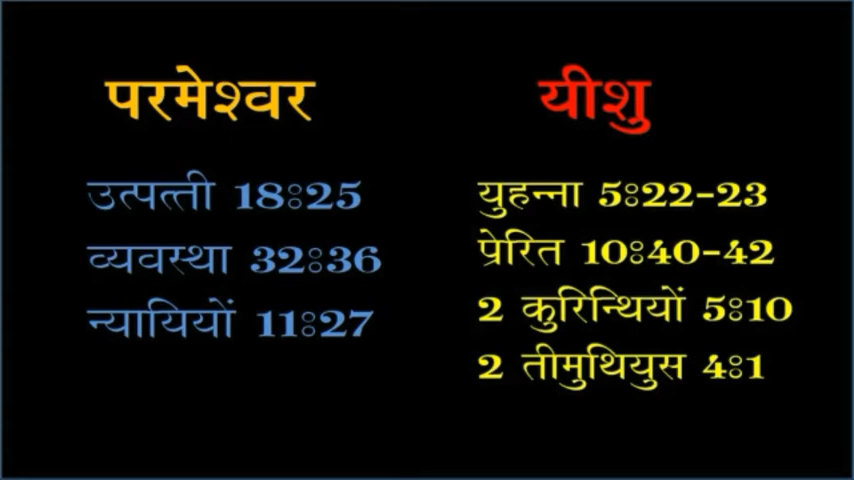 परमेश्वर
उत्पत्ती 18:25
व्यवस्था 32:36
न्यायियों 11:27
यीशु
युहन्ना 5:22-23
प्रेरित 10:40-42
2 कुरिन्थियों 5:10
2 तीमुथियुस 4:1